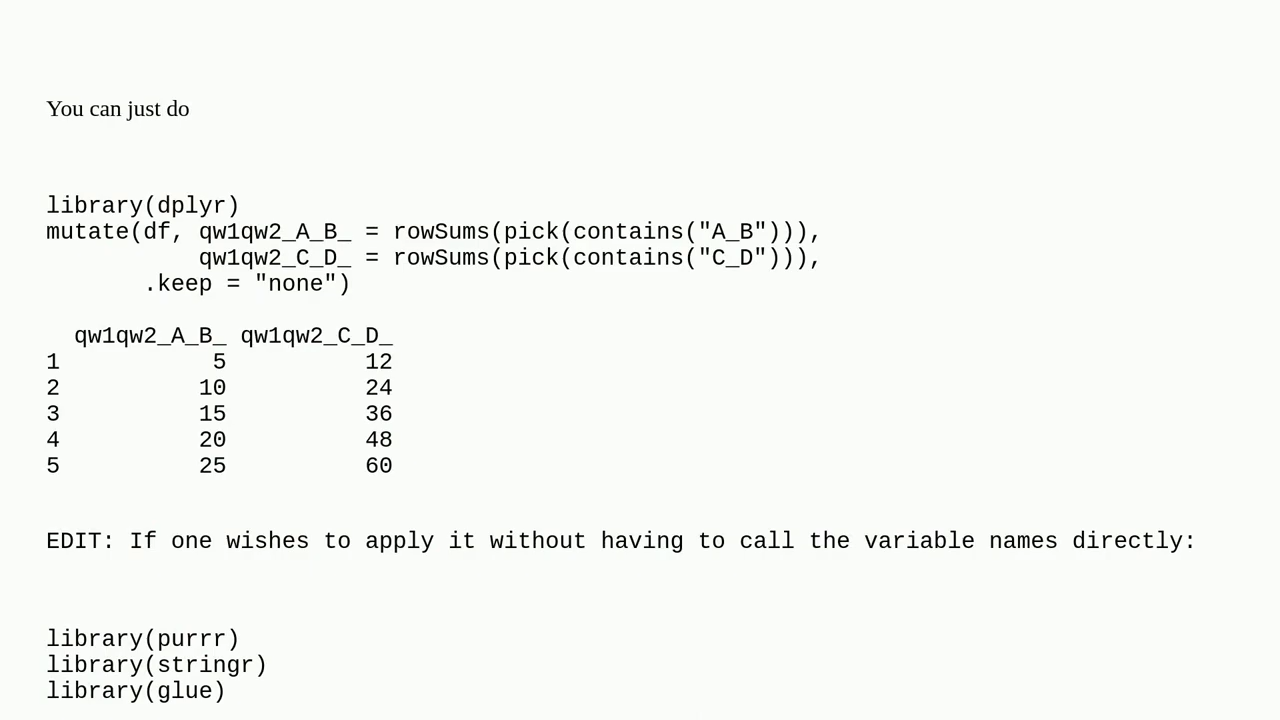 You can just do
library(dplyr)
mutate(df, qw1qw2_A_B_ = rowSums(pick(contains("A_B"))),
           qw1qw2_C_D_ = rowSums(pick(contains("C_D"))),
       .keep = "none")
  qw1qw2_A_B_ qw1qw2_C_D_
1           5          12
2          10          24
3          15          36
4          20          48
5          25          60
EDIT: If one wishes to apply it without having to call the variable names directly:
library(purrr)
library(stringr)
library(glue)